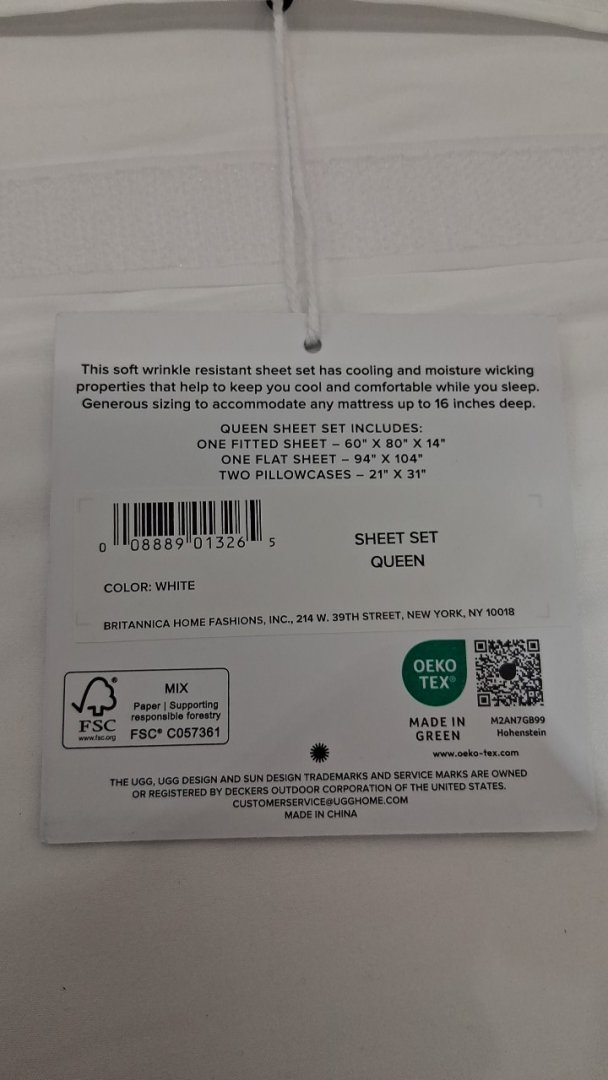 This soft wrinkle resistant sheet set has cooling and moisture wicking
properties that help to keep you cool and comfortable while you sleep.
Generous sizing to accommodate any mattress up to 16 inches deep.
QUEEN SHEET SET INCLUDES:
ONE FITTED SHEET – 60" X 80" X 14"
ONE FLAT SHEET – 94" X 104"
TWO PILLOWCASES – 21" X 31"
0 08889 01326 5
SHEET SET
QUEEN
COLOR: WHITE
BRITANNICA HOME FASHIONS, INC., 214 W. 39TH STREET, NEW YORK, NY 10018
FSC
www.fsc.org
MIX
Paper | Supporting
responsible forestry
FSC® C057361
OEKO
TEX®
MADE IN
GREEN
M2AN7GB99
Hohenstein
www.oeko-tex.com
THE UGG, UGG DESIGN AND SUN DESIGN TRADEMARKS AND SERVICE MARKS ARE OWNED
OR REGISTERED BY DECKERS OUTDOOR CORPORATION OF THE UNITED STATES.
CUSTOMERSERVICE@UGGHOME.COM
MADE IN CHINA